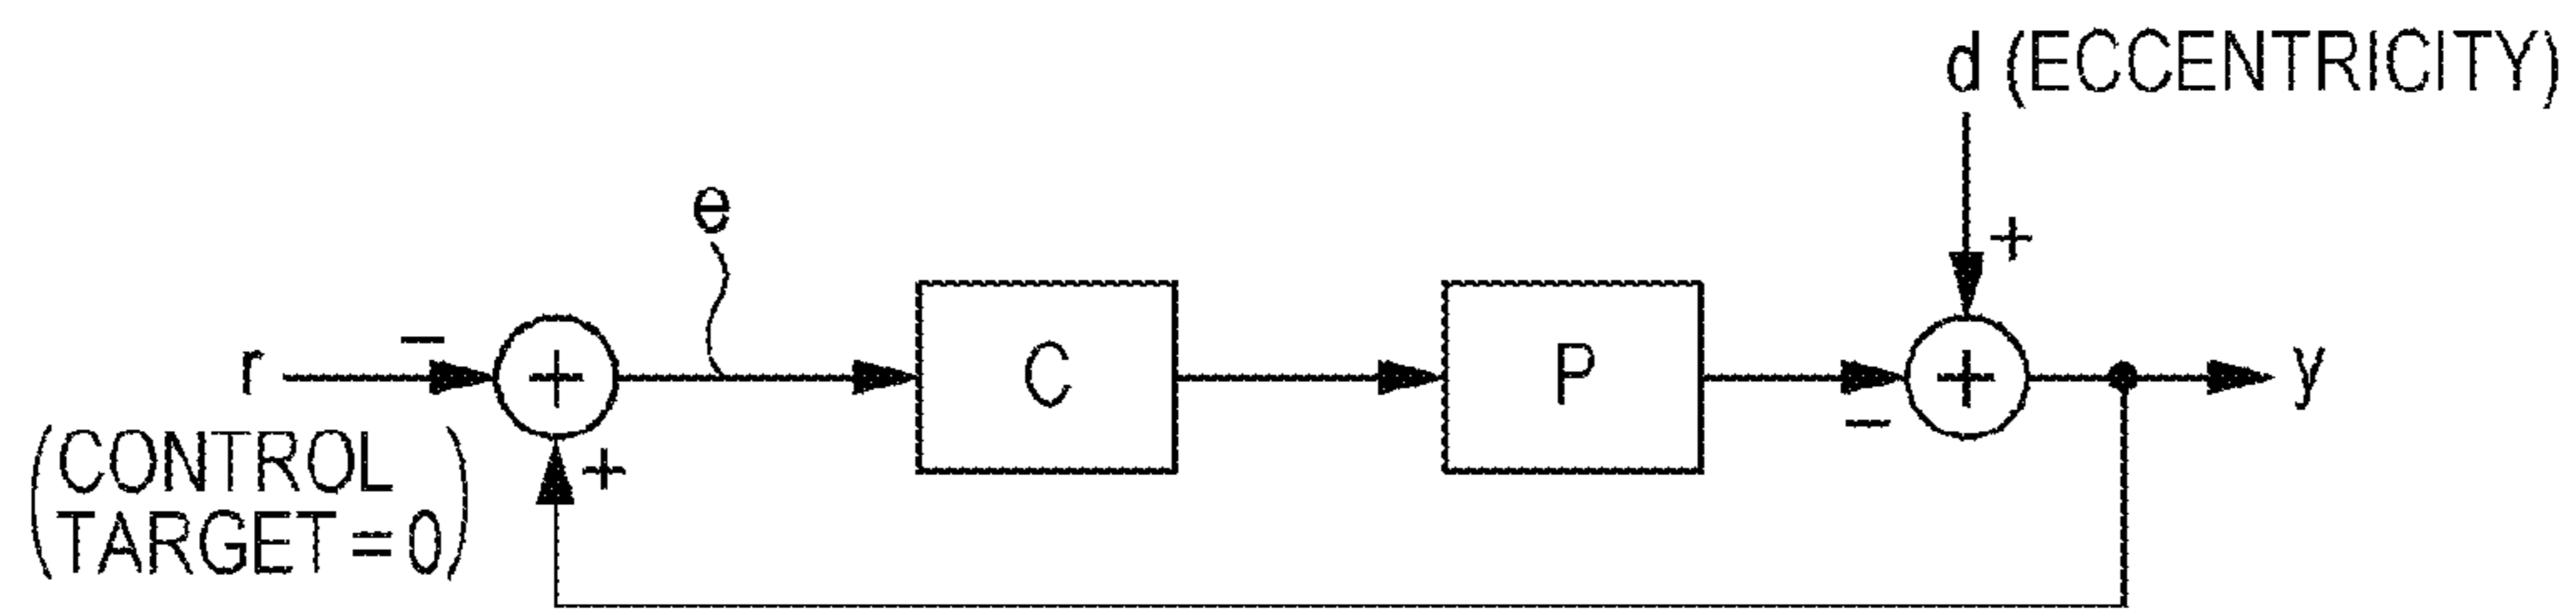 d (ECCENTRICITY)
+
e
−
r
+
C
P
+
−
y
(CONTROL
TARGET = 0)
+